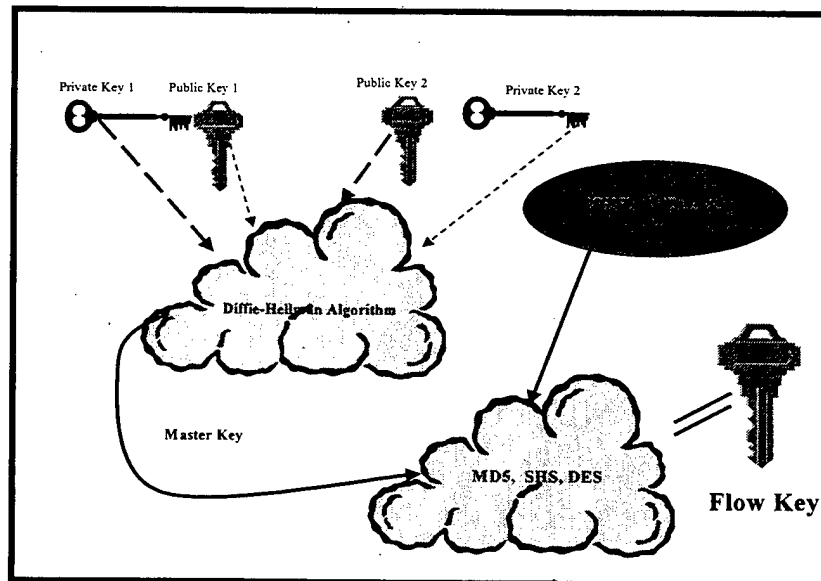 Private Key 1
Public Key 1
Public Key 2
Private Key 2
Diffie-Hellman Algorithm
Master Key
MD5, SHS, DES
Flow Key